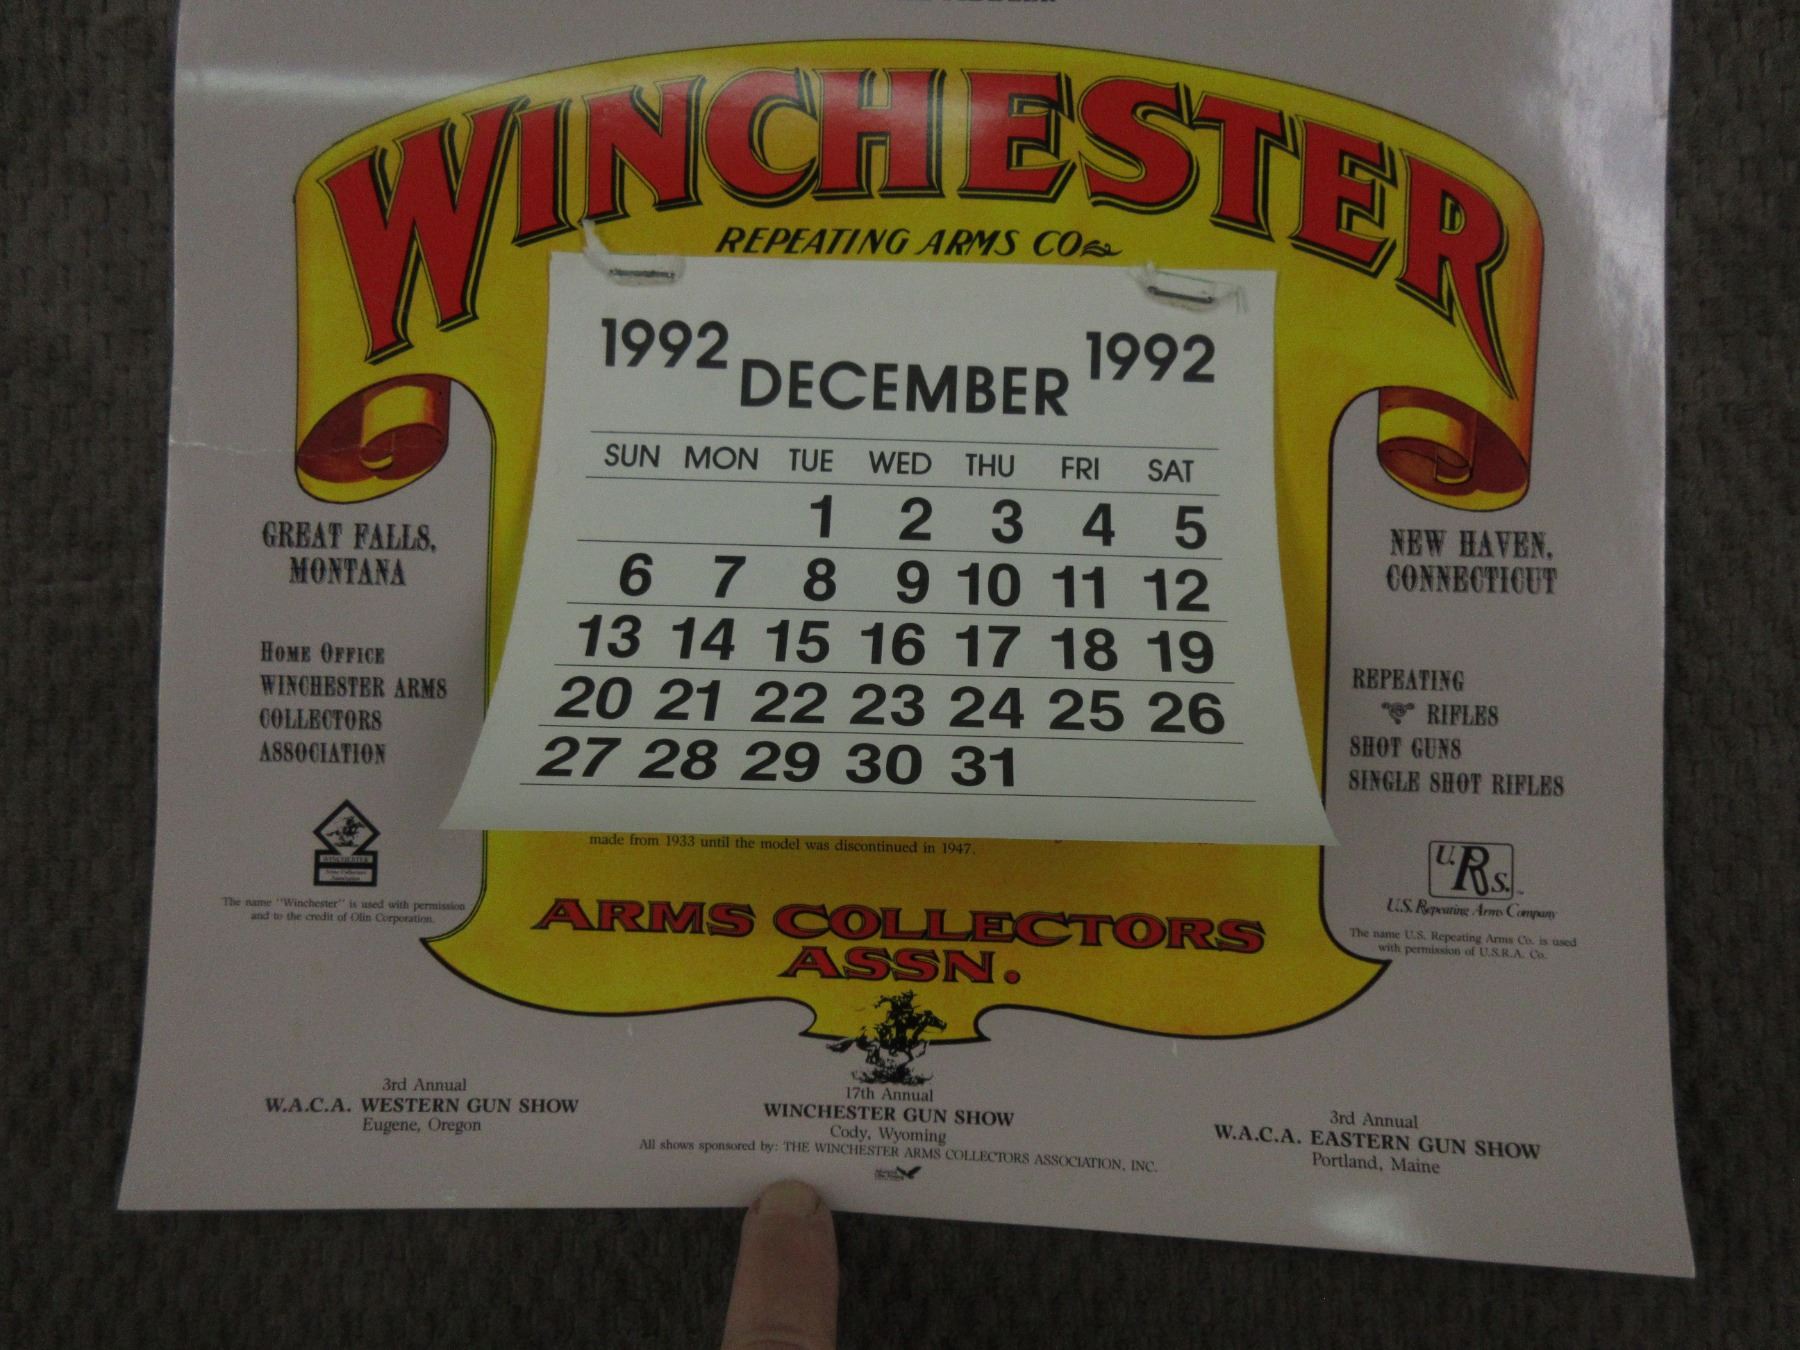 WINCHESTER
REPEATING ARMS CO
1992 DECEMBER 1992
SUN MON TUE WED THU FRI SAT
1 2 3 4 5
6 7 8 9 10 11 12
13 14 15 16 17 18 19
20 21 22 23 24 25 26
27 28 29 30 31
GREAT FALLS,
MONTANA
HOME OFFICE
WINCHESTER ARMS
COLLECTORS
ASSOCIATION
WINCHESTER
Arms Collectors
Association
The name "Winchester" is used with permission
and to the credit of Olin Corporation.
NEW HAVEN,
CONNECTICUT
REPEATING
RIFLES
SHOT GUNS
SINGLE SHOT RIFLES
U.Rs.
U.S. Repeating Arms Company
The name U.S. Repeating Arms Co. is used
with permission of U.S.R.A. Co.
made from 1933 until the model was discontinued in 1947.
ARMS COLLECTORS
ASSN.
3rd Annual
W.A.C.A. WESTERN GUN SHOW
Eugene, Oregon
17th Annual
WINCHESTER GUN SHOW
Cody, Wyoming
All shows sponsored by: THE WINCHESTER ARMS COLLECTORS ASSOCIATION, INC.
3rd Annual
W.A.C.A. EASTERN GUN SHOW
Portland, Maine